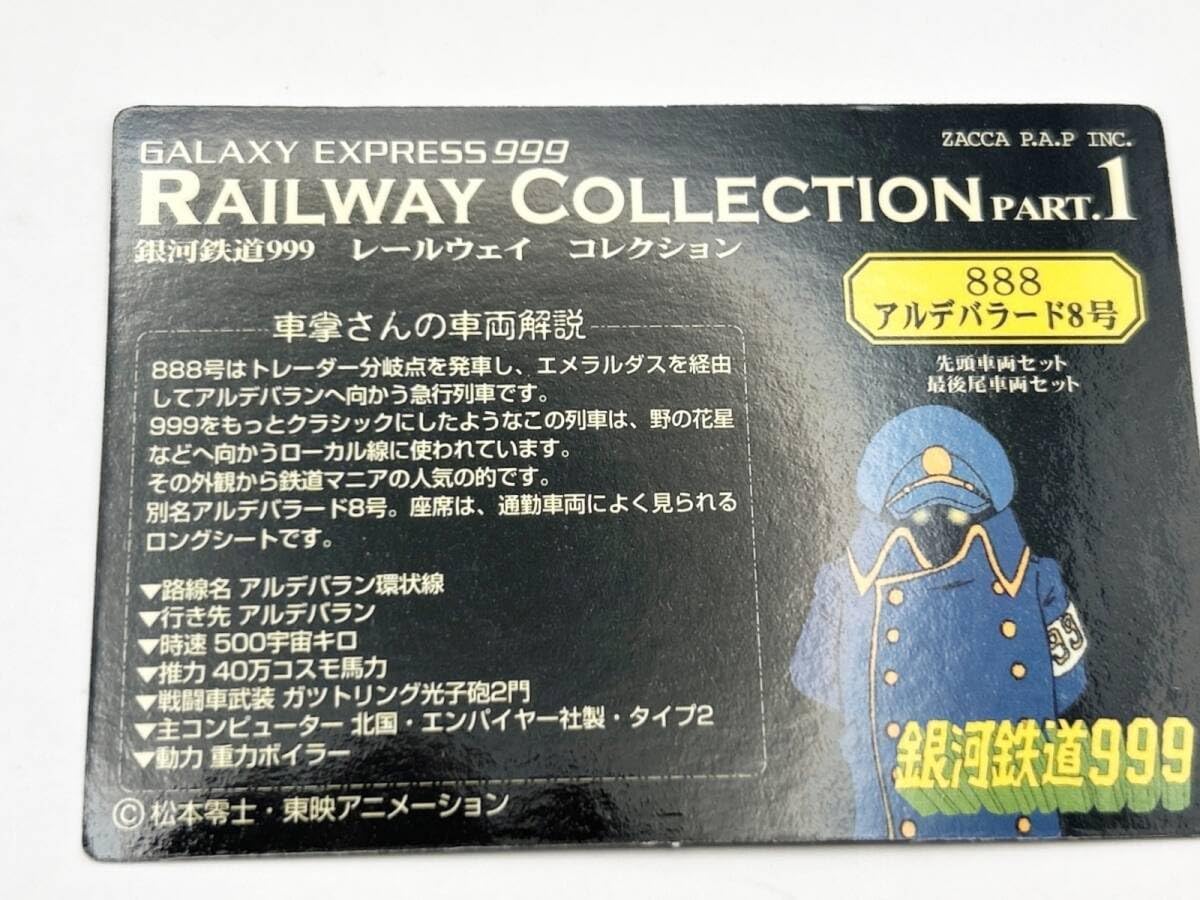 GALAXY EXPRESS 999
ZACCA P.A.P INC.
RAILWAY COLLECTION PART.1
銀河鉄道999 レールウェイ コレクション
888
アルデバラード8号
先頭車両セット
最後尾車両セット
車掌さんの車両解説
888号はトレーダー分岐点を発車し、エメラルダスを経由
してアルデバランへ向かう急行列車です。
999をもっとクラシックにしたようなこの列車は、野の花星
などへ向かうローカル線に使われています。
その外観から鉄道マニアの人気の的です。
別名アルデバラード8号。座席は、通勤車両によく見られる
ロングシートです。
▼路線名 アルデバラン環状線
▼行き先 アルデバラン
▼時速 500宇宙キロ
▼推力 40万コスモ馬力
▼戦闘車武装 ガットリング光子砲2門
▼主コンピューター 北国・エンパイヤー社製・タイプ2
▼動力 重力ボイラー
99
銀河鉄道999
©松本零士・東映アニメーション